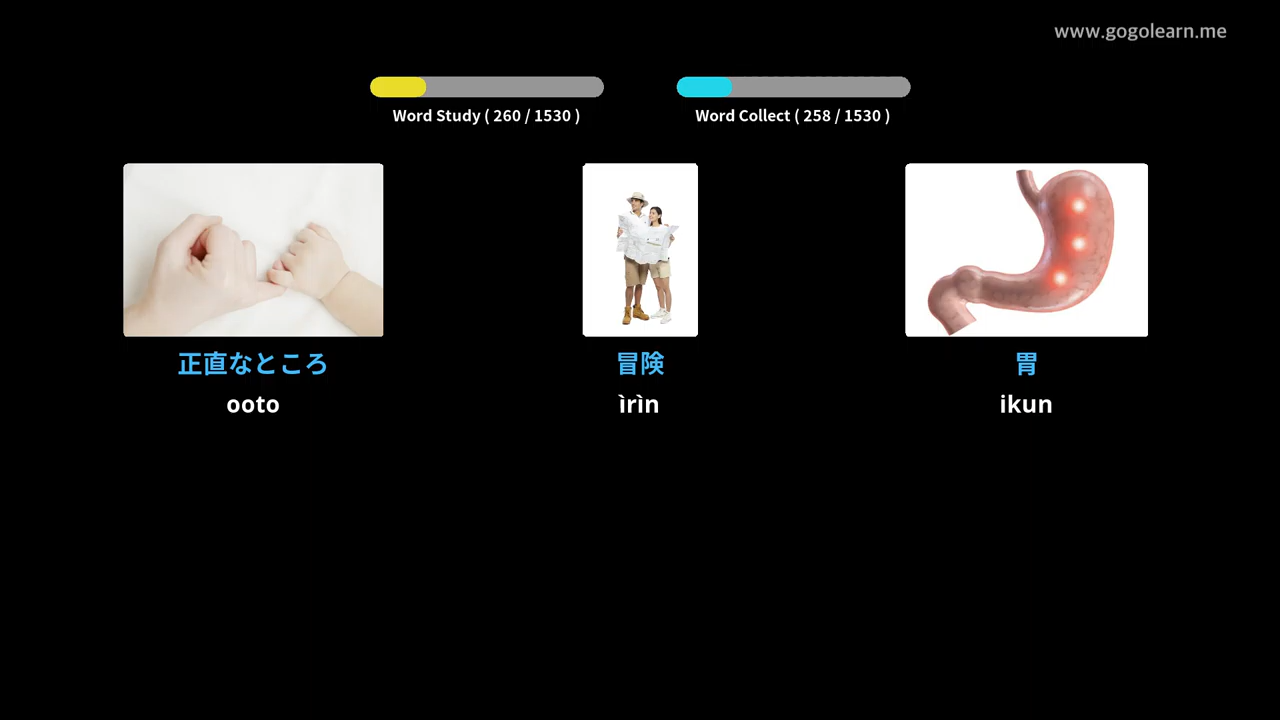 www.gogolearn.me
Word Study ( 260 / 1530 )
Word Collect ( 258 / 1530 )
正直なところ
冒険
胃
ooto
ìrìn
ikun